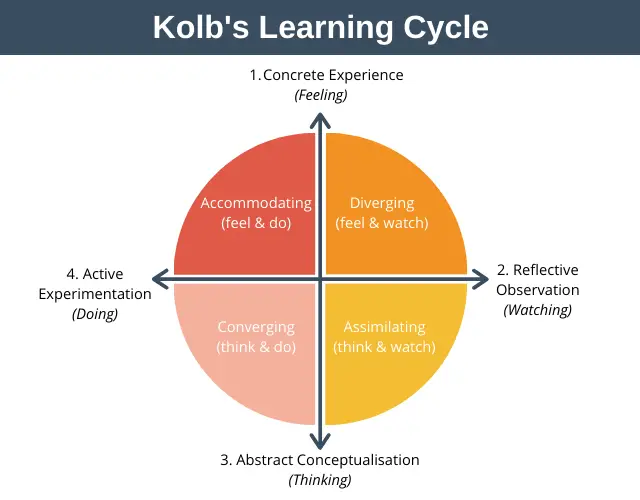 Kolb's Learning Cycle
1.Concrete Experience
(Feeling)
Accommodating
(feel & do)
Diverging
(feel & watch)
4. Active
Experimentation
(Doing)
2. Reflective
Observation
(Watching)
Converging
(think & do)
Assimilating
(think & watch)
3. Abstract Conceptualisation
(Thinking)